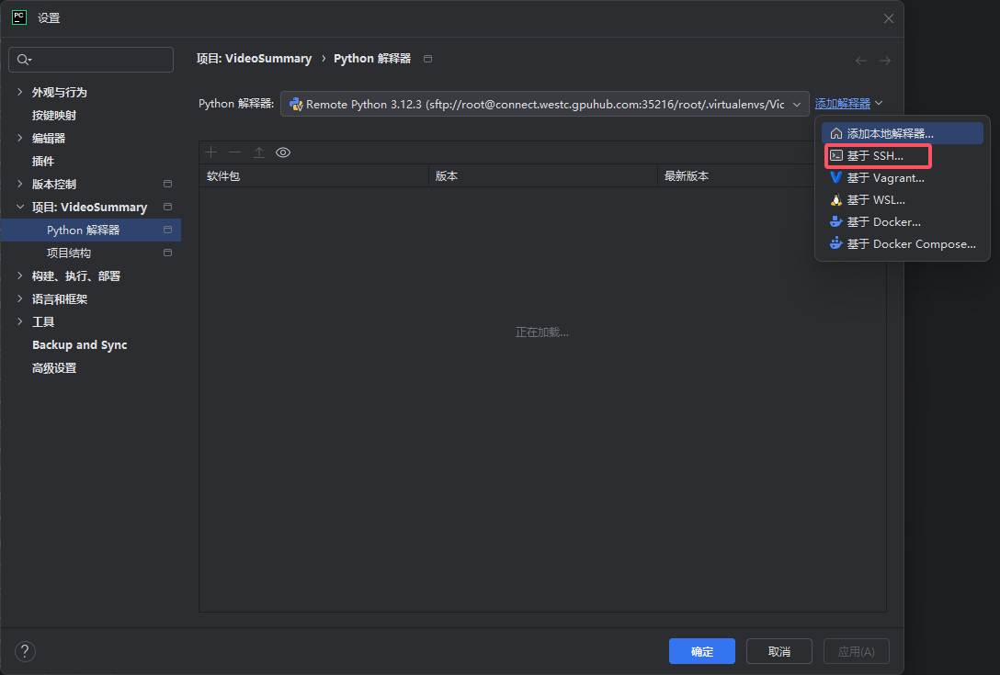 PC
设置
项目: VideoSummary › Python 解释器
外观与行为
按键映射
编辑器
插件
版本控制
项目: VideoSummary
Python 解释器
项目结构
构建、执行、部署
语言和框架
工具
Backup and Sync
高级设置
Python 解释器:
Remote Python 3.12.3 (sftp://root@connect.westc.gpuhub.com:35216/root/.virtualenvs/Vic
添加解释器
添加本地解释器...
基于 SSH...
基于 Vagrant...
基于 WSL...
基于 Docker...
基于 Docker Compose...
软件包 版本 最新版本
正在加载...
?
确定 取消 应用(A)